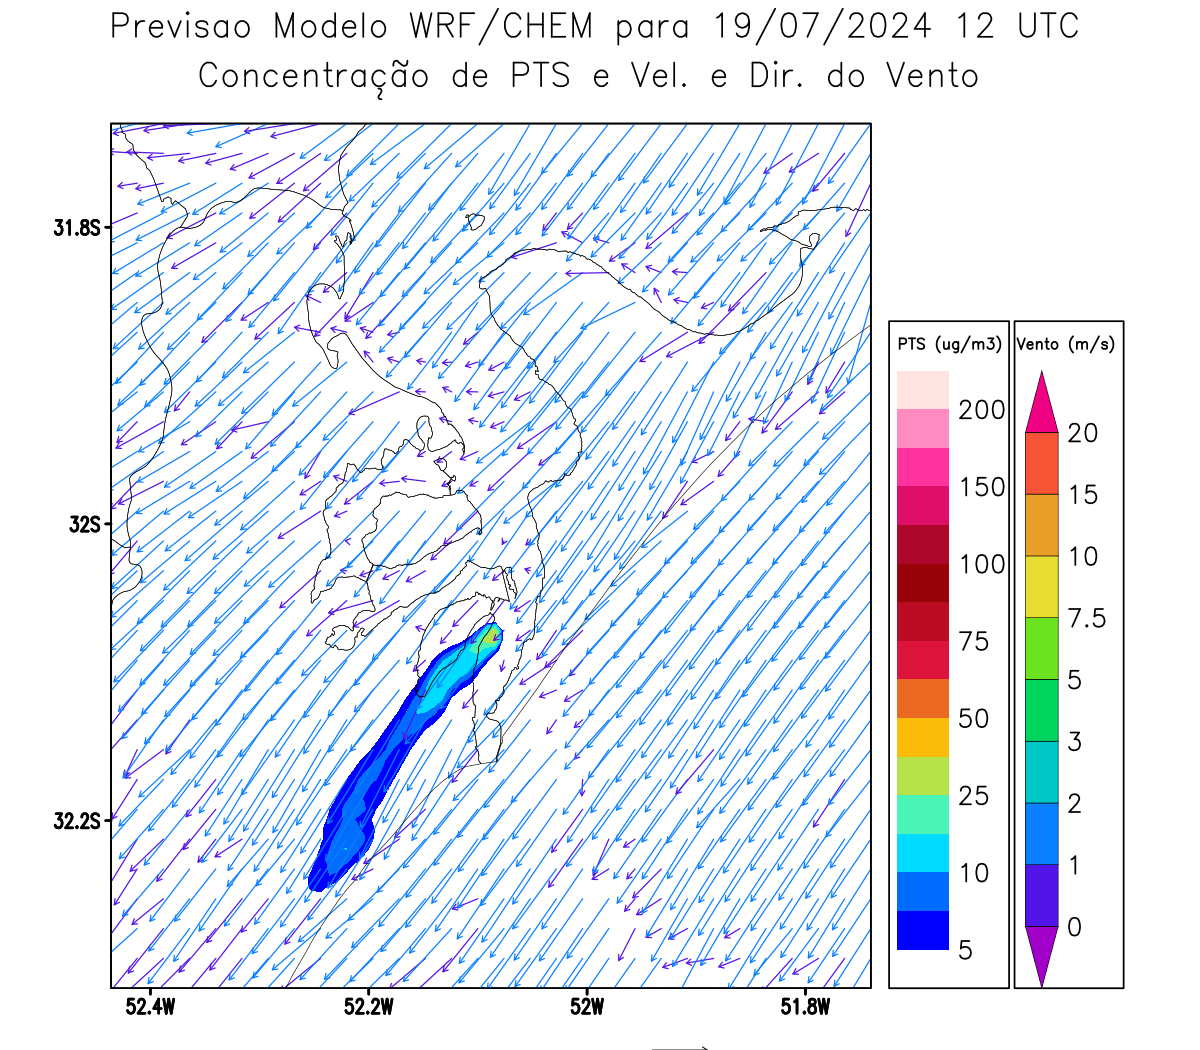 Previsao Modelo WRF/CHEM para 19/07/2024 12 UTC
Concentração de PTS e Vel. e Dir. do Vento
31.8S
32S
32.2S
52.4W
52.2W
52W
51.8W
PTS (ug/m3)
200
150
100
75
50
25
10
5
Vento (m/s)
20
15
10
7.5
5
3
2
1
0